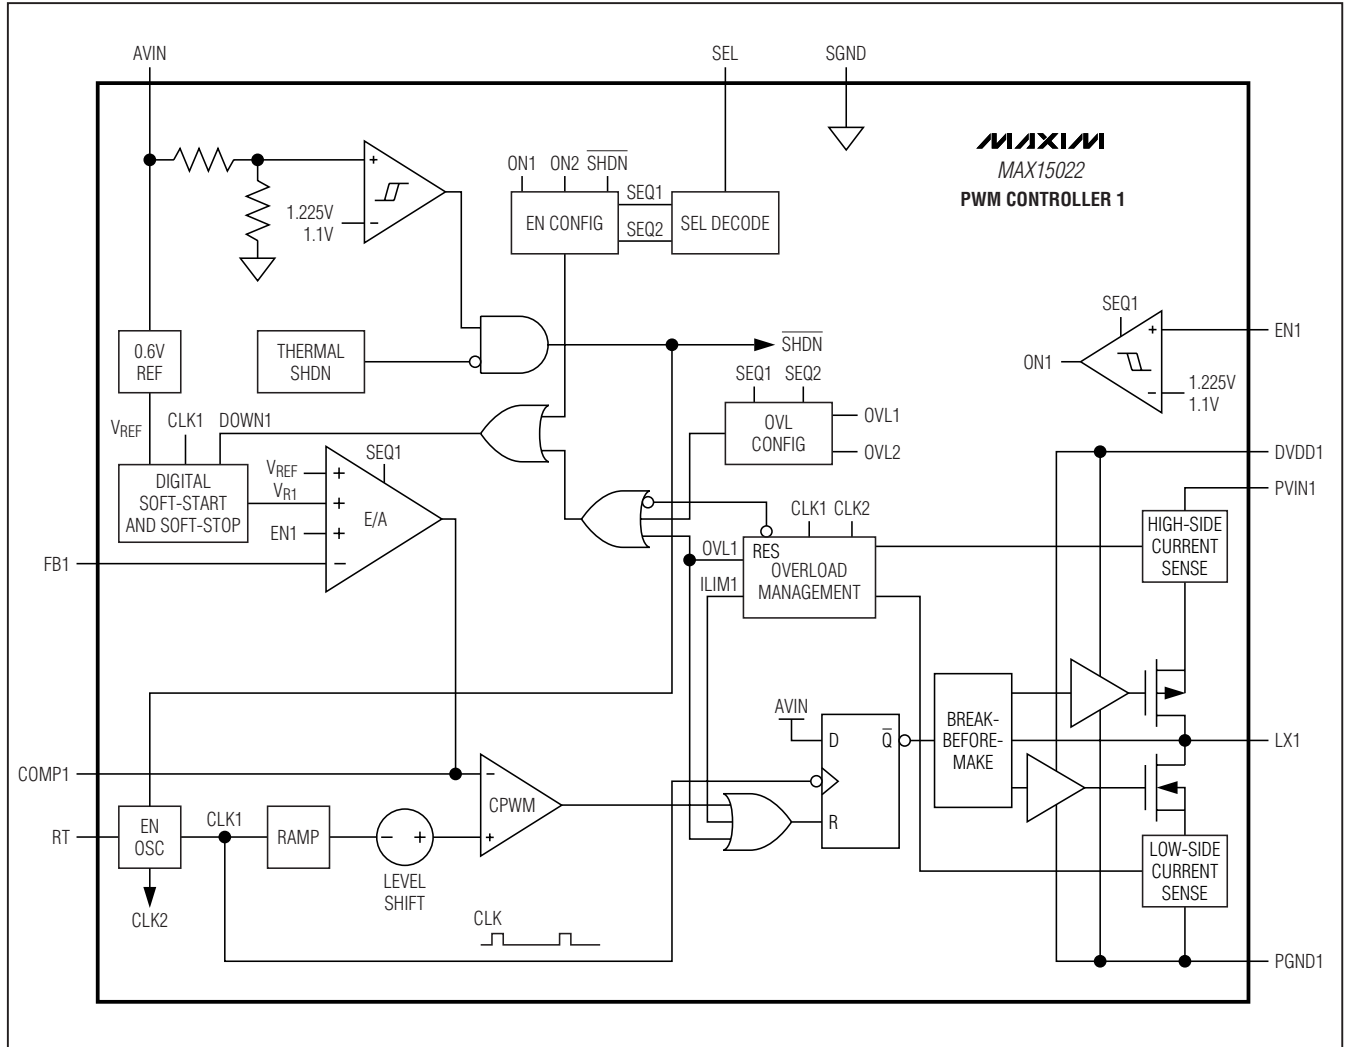 AVIN
SEL
SGND
MAXIM
MAX15022
PWM CONTROLLER 1
ON1
ON2
SHDN
EN CONFIG
SEQ1
SEQ2
SEL DECODE
+
1.225V
1.1V
−
0.6V
REF
THERMAL
SHDN
SHDN
SEQ1
ON1
+
EN1
−
1.225V
1.1V
VREF
CLK1
DOWN1
DIGITAL
SOFT-START
AND SOFT-STOP
SEQ1
VREF
+
VR1
+
EN1
+
E/A
FB1
−
SEQ1
SEQ2
OVL
CONFIG
OVL1
OVL2
DVDD1
PVIN1
HIGH-SIDE
CURRENT
SENSE
CLK1
CLK2
OVL1
ILIM1
RES
OVERLOAD
MANAGEMENT
AVIN
D
Q
R
BREAK-
BEFORE-
MAKE
LX1
COMP1
−
CPWM
+
RT
EN
OSC
CLK1
RAMP
− +
LEVEL
SHIFT
CLK2
CLK
LOW-SIDE
CURRENT
SENSE
PGND1